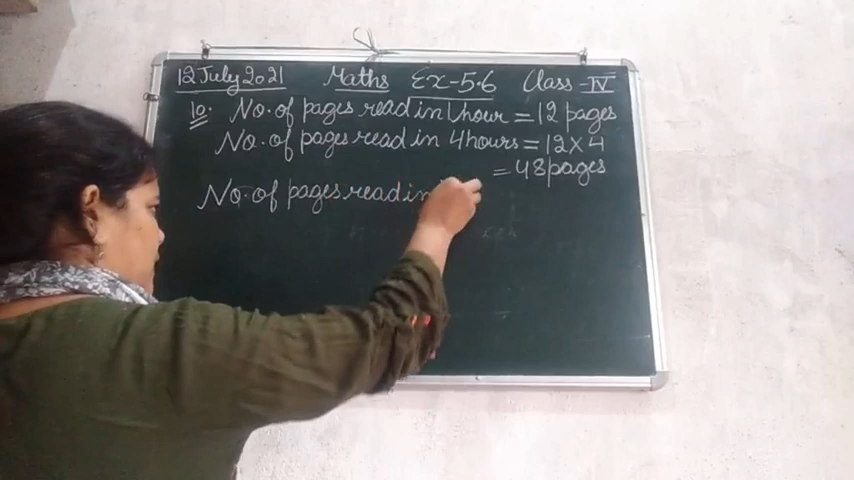 12 July 2021 Maths Ex-5.6 Class-IV
10. No. of pages read in 1 hour = 12 pages
No. of pages read in 4 hours = 12 X 4
= 48 pages
No. of pages read in